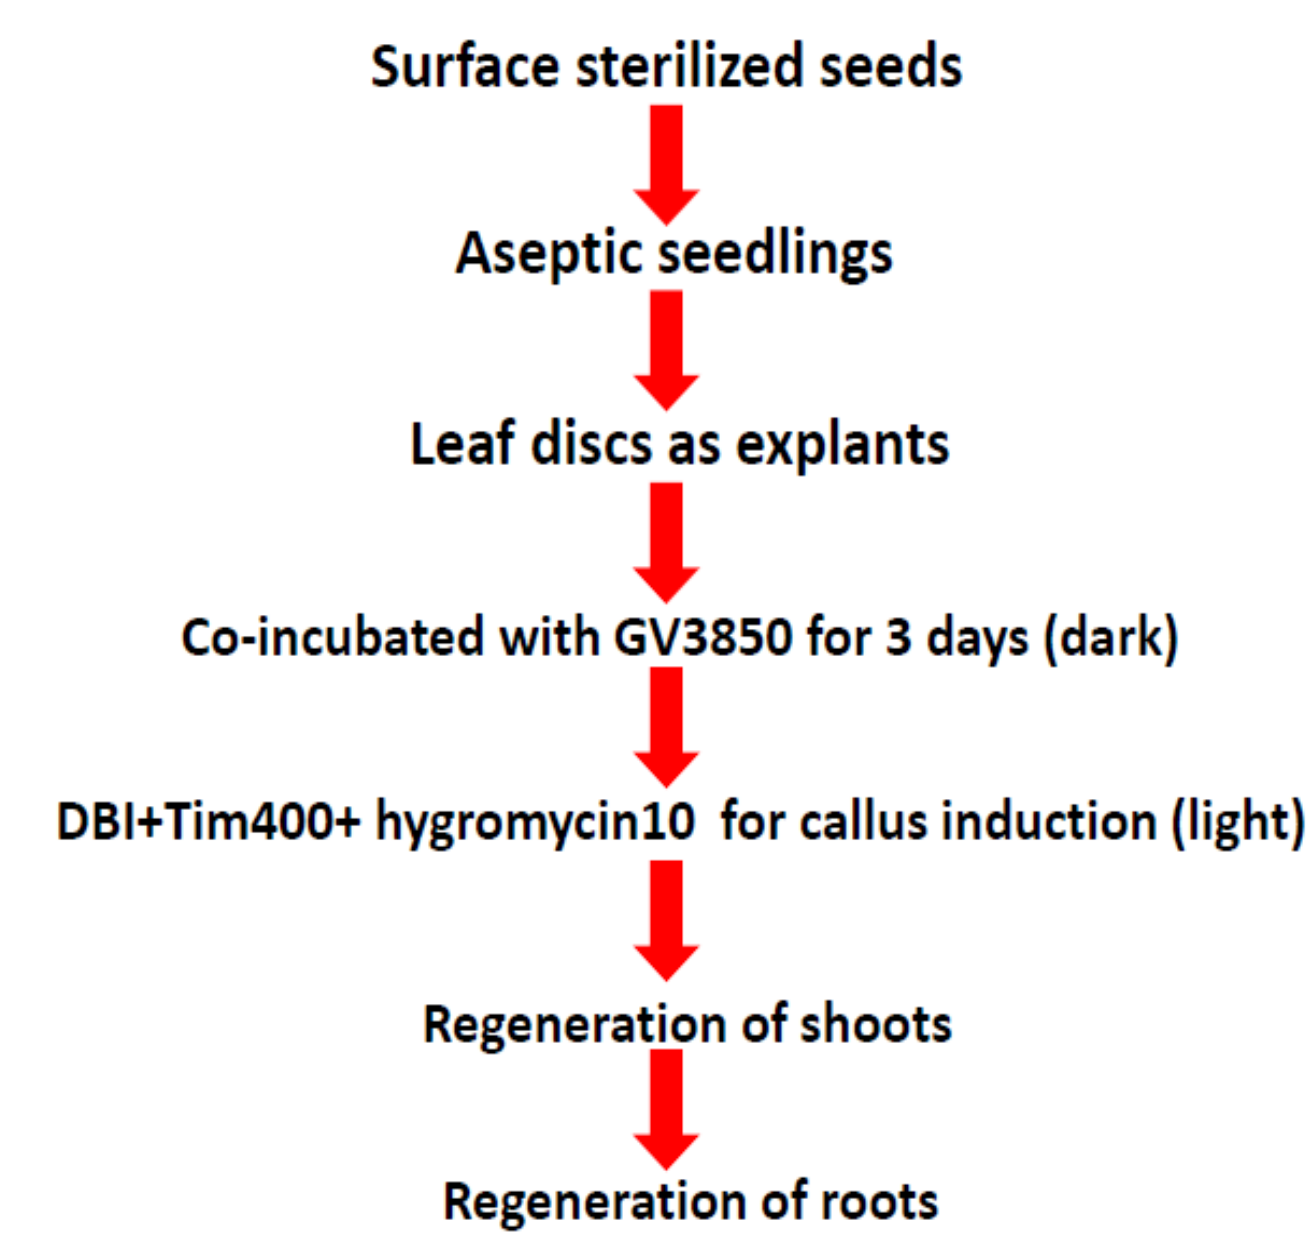 Surface sterilized seeds
Aseptic seedlings
Leaf discs as explants
Co-incubated with GV3850 for 3 days (dark)
DBI+Tim400+ hygromycin10 for callus induction (light)
Regeneration of shoots
Regeneration of roots